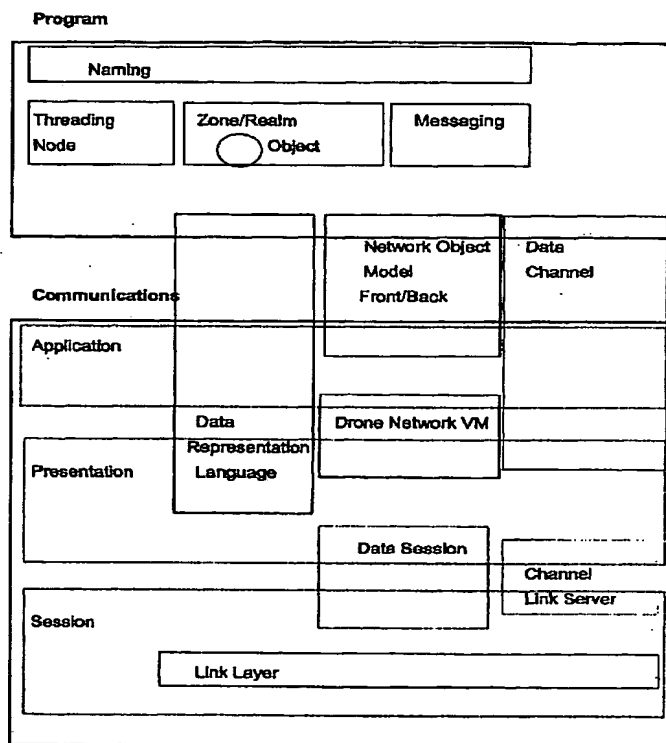 Program
Naming
Threading
Node
Zone/Realm
Object
Messaging
Network Object
Model
Front/Back
Data
Channel
Communications
Application
Data
Representation
Language
Drone Network VM
Presentation
Data Session
Channel
Link Server
Session
Link Layer